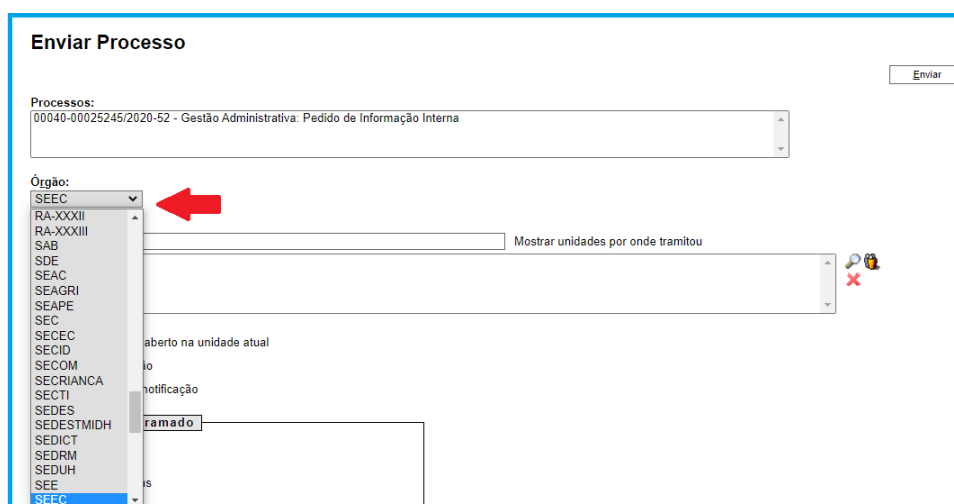 Enviar Processo
Enviar
Processos:
00040-00025245/2020-52 - Gestão Administrativa: Pedido de Informação Interna
Órgão:
SEEC
RA-XXXII
RA-XXXIII
Mostrar unidades por onde tramitou
SAB
SDE
SEAC
SEAGRI
SEAPE
SEC
SECEC
aberto na unidade atual
SECID
SECOM
ão
SECRIANCA
notificação
SECTI
SEDES
SEDESTMIDH
ramado
SEDICT
SEDRM
SEDUH
SEE
is
SEEC